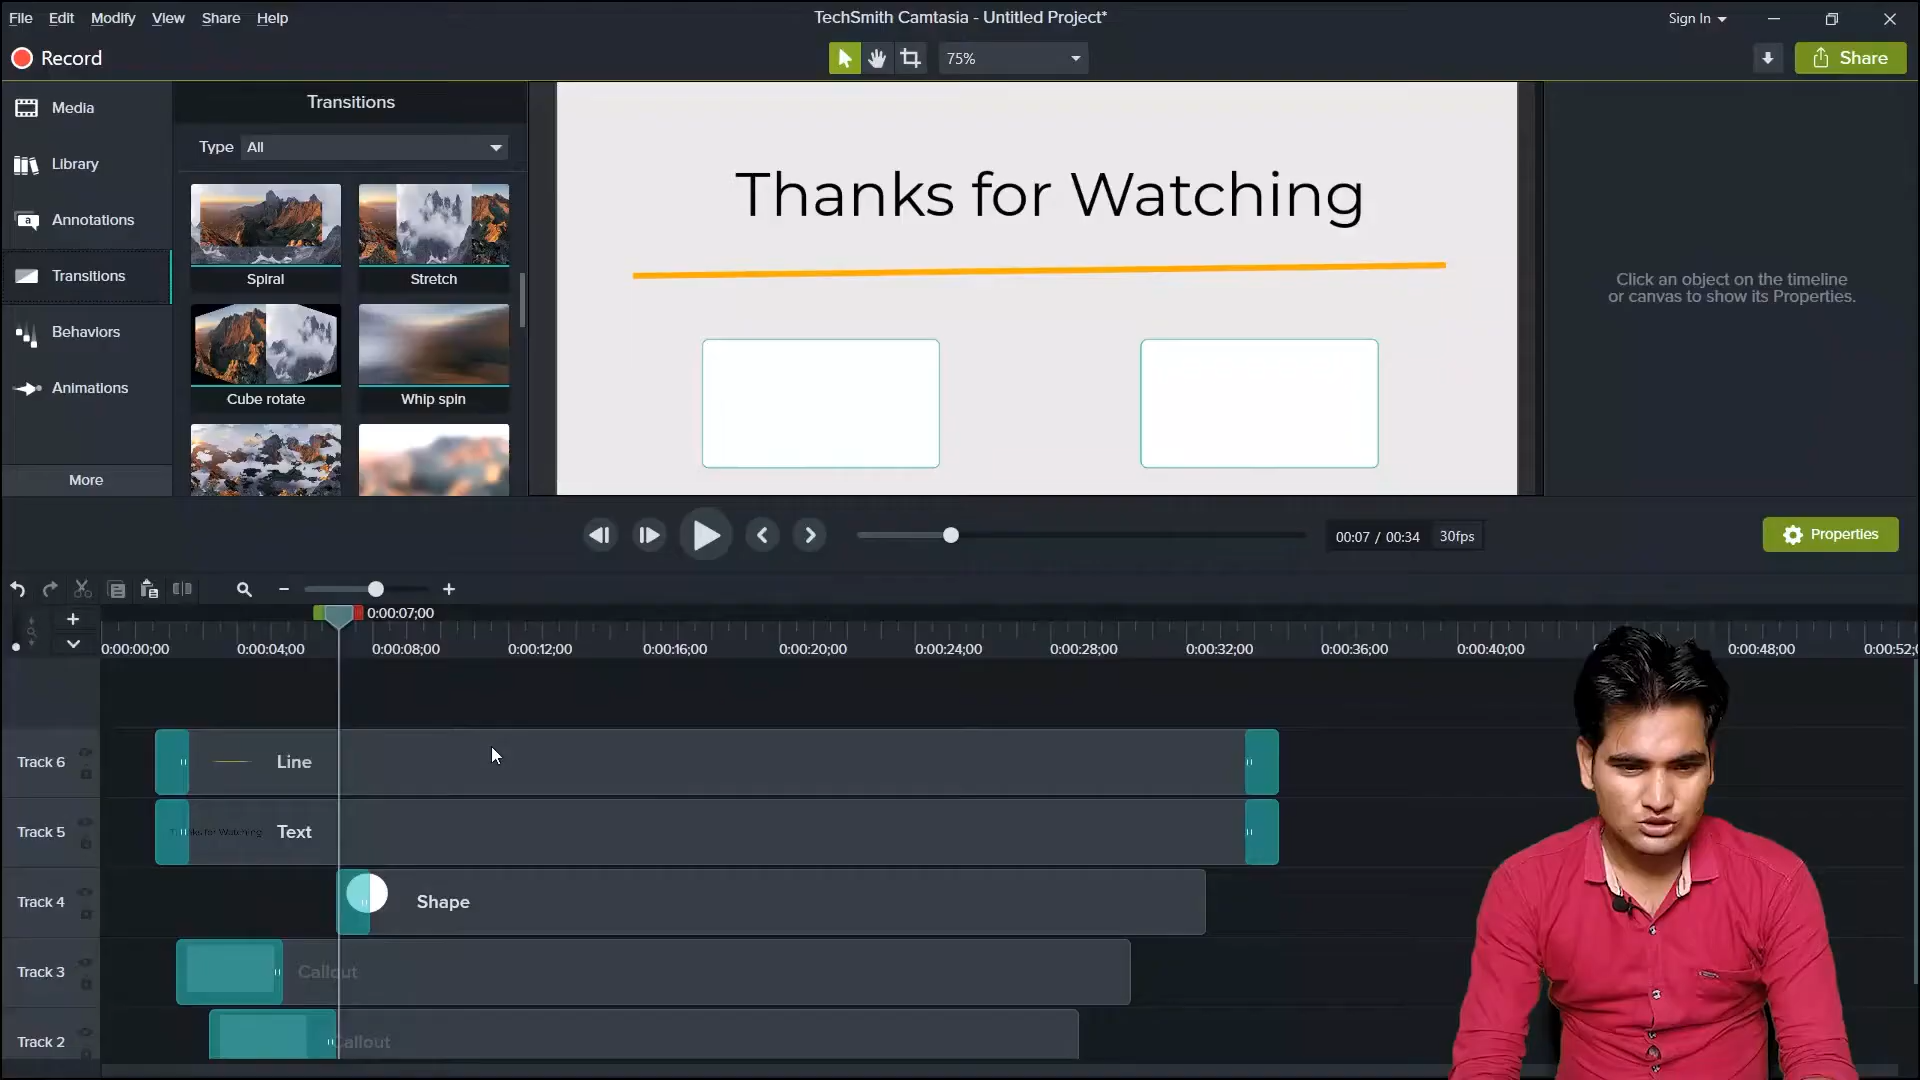 File Edit Modify View Share Help
TechSmith Camtasia - Untitled Project*
Sign In
Record
75%
Share
Media
Library
Annotations
Transitions
Behaviors
Animations
More
Transitions
Type All
Spiral
Stretch
Cube rotate
Whip spin
Thanks for Watching
Click an object on the timeline
or canvas to show its Properties.
00:07 / 00:34 30fps
Properties
0:00:07;00
0:00:00;00 0:00:04;00 0:00:08;00 0:00:12;00 0:00:16;00 0:00:20;00 0:00:24;00 0:00:28;00 0:00:32;00 0:00:36;00 0:00:40;00 0:00:48;00 0:00:52;
Track 6 Line
Track 5 Text
Track 4 Shape
Track 3 Callout
Track 2 Callout